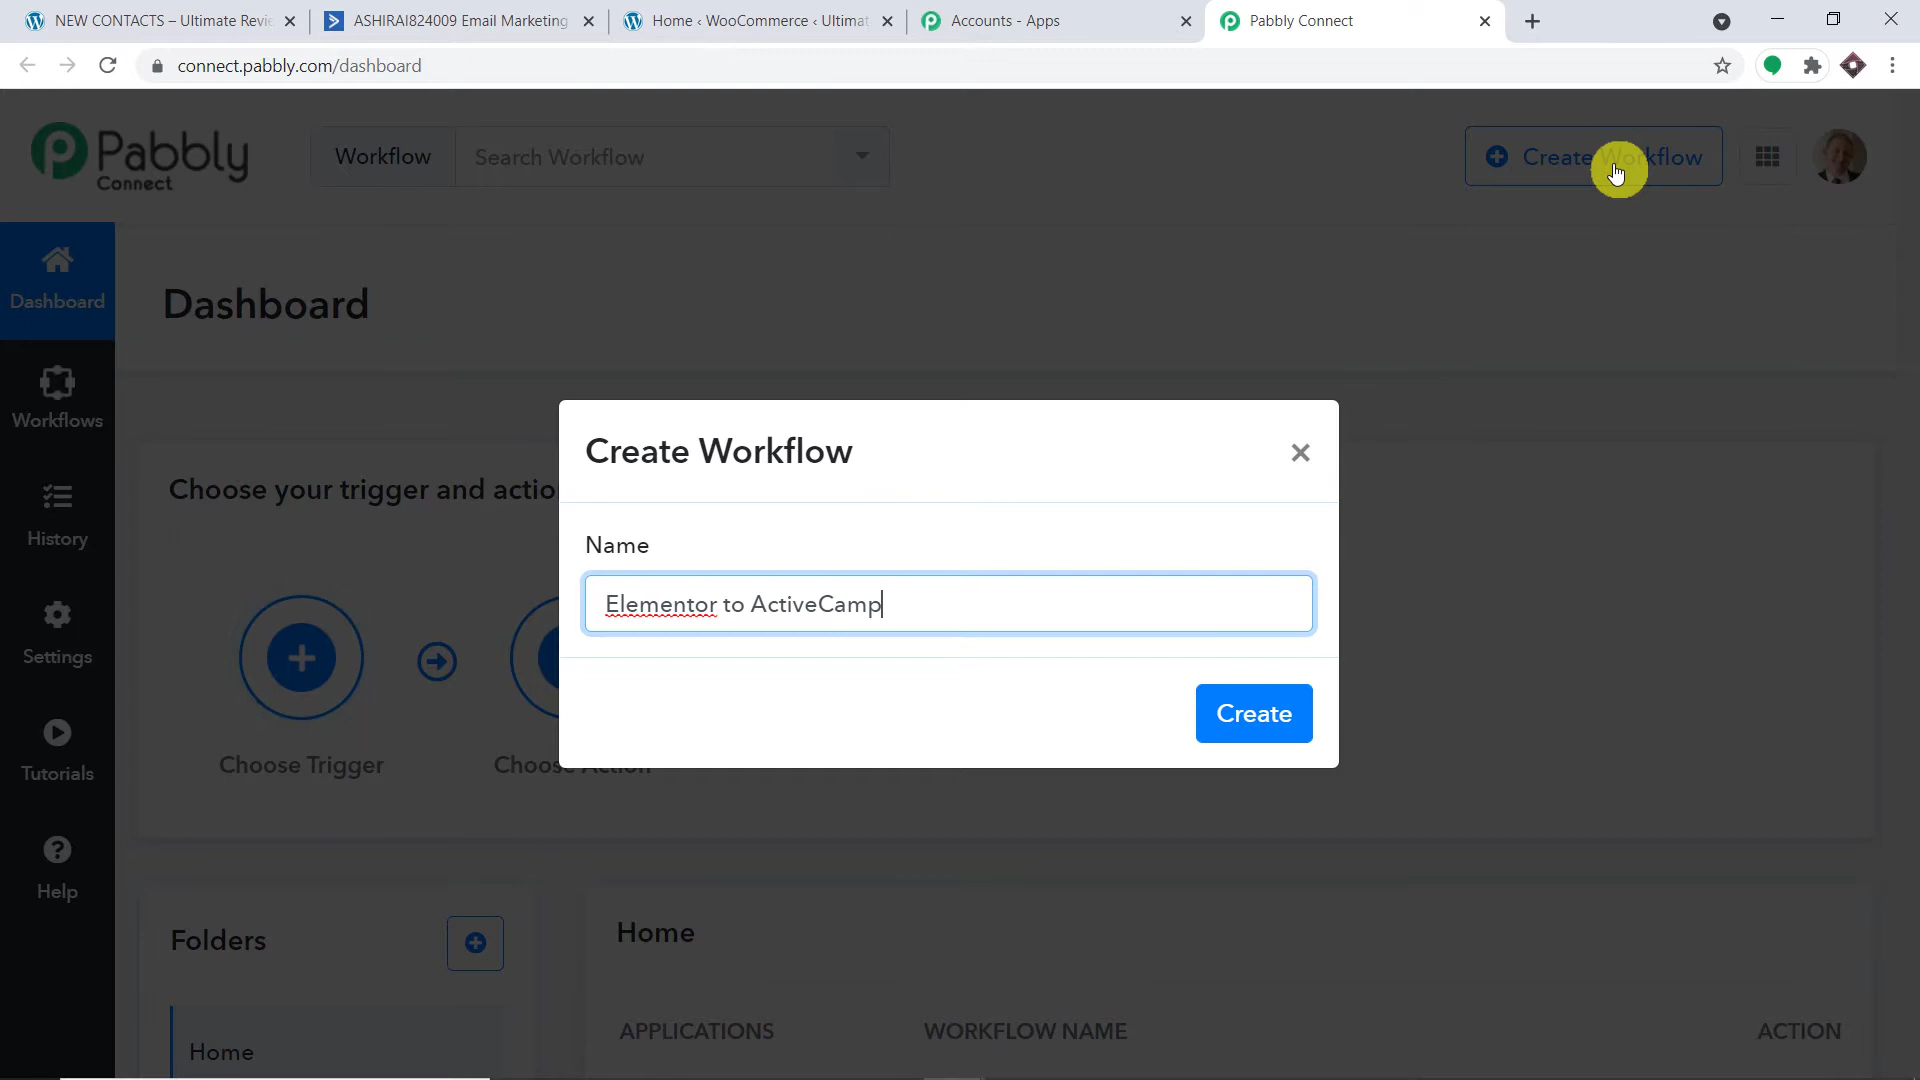 NEW CONTACTS – Ultimate Revie
ASHIRAI824009 Email Marketing
Home ‹ WooCommerce ‹ Ultimat
Accounts - Apps
Pabbly Connect
connect.pabbly.com/dashboard
Pabbly
Connect
Workflow
Search Workflow
Create Workflow
Dashboard
Dashboard
Workflows
History
Settings
Tutorials
Help
Choose your trigger and actio
Choose Trigger
Choose Action
Create Workflow
Name
Elementor to ActiveCamp
Create
Folders
Home
Home
APPLICATIONS
WORKFLOW NAME
ACTION